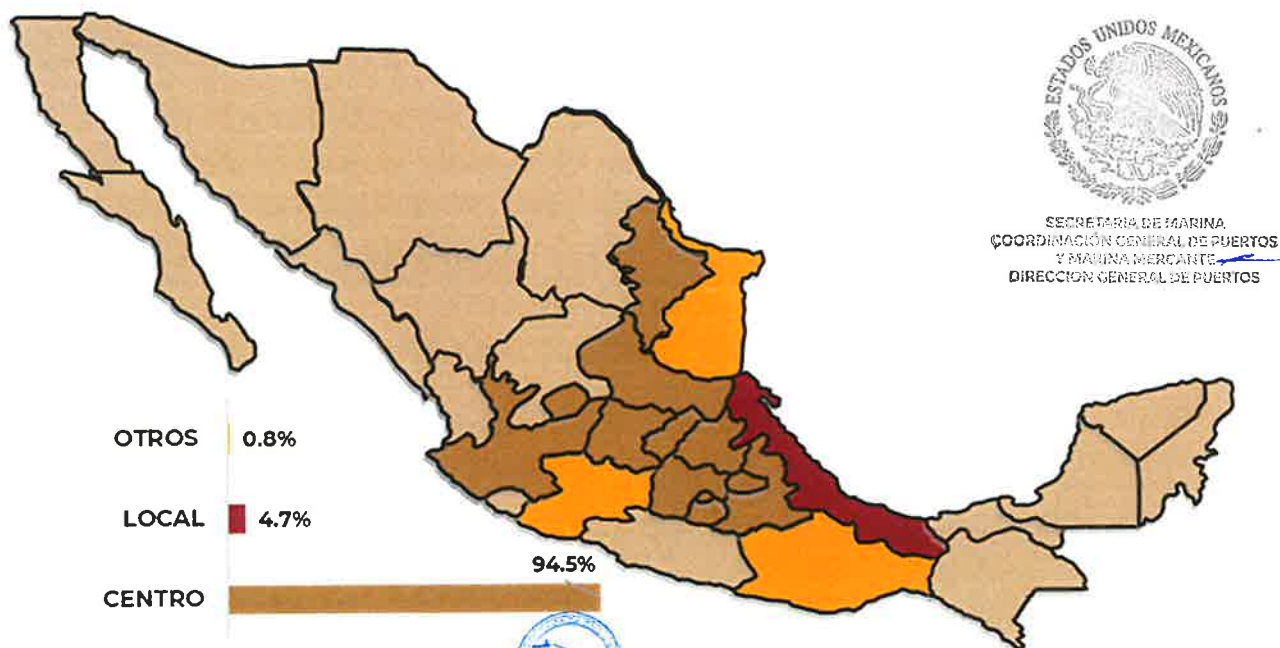 ESTADOS UNIDOS MEXICANOS
SECRETARIA DE MARINA
COORDINACIÓN GENERAL DE PUERTOS
Y MARINA MERCANTE
DIRECCION GENERAL DE PUERTOS
OTROS 0.8%
LOCAL 4.7%
94.5%
CENTRO